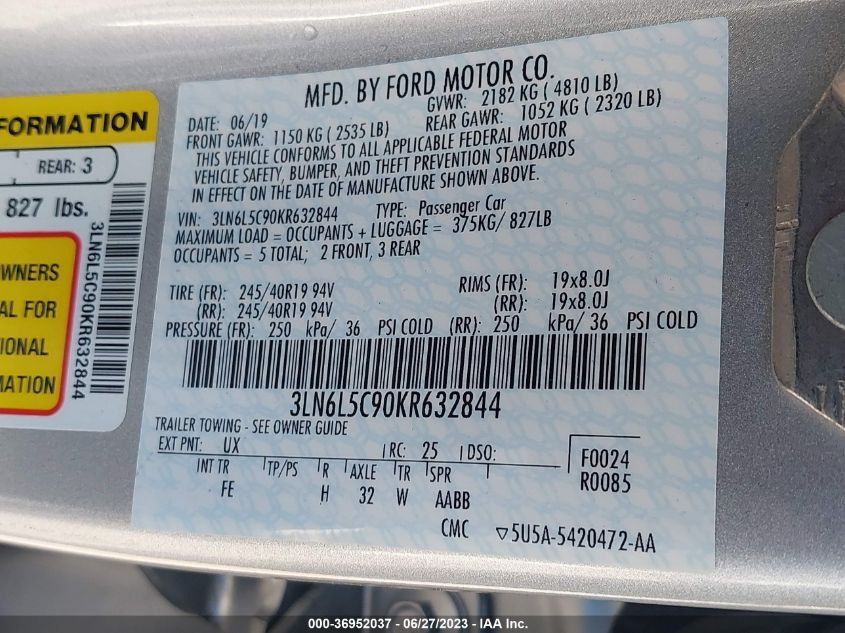 FORMATION
REAR: 3
827 lbs.
WNERS
AL FOR
IONAL
MATION
3LN6L5C90KR632844
MFD. BY FORD MOTOR CO.
DATE: 06/19 GVWR: 2182 KG ( 4810 LB)
FRONT GAWR: 1150 KG ( 2535 LB) REAR GAWR: 1052 KG ( 2320 LB)
THIS VEHICLE CONFORMS TO ALL APPLICABLE FEDERAL MOTOR
VEHICLE SAFETY, BUMPER, AND THEFT PREVENTION STANDARDS
IN EFFECT ON THE DATE OF MANUFACTURE SHOWN ABOVE.
VIN: 3LN6L5C90KR632844 TYPE: Passenger Car
MAXIMUM LOAD = OCCUPANTS + LUGGAGE = 375KG/ 827LB
OCCUPANTS = 5 TOTAL; 2 FRONT, 3 REAR
TIRE (FR): 245/40R19 94V RIMS (FR): 19x8.0J
(RR): 245/40R19 94V (RR): 19x8.0J
PRESSURE (FR): 250 kPa/ 36 PSI COLD (RR): 250 kPa/ 36 PSI COLD
3LN6L5C90KR632844
TRAILER TOWING - SEE OWNER GUIDE
EXT PNT: UX RC: 25 DSO: F0024
INT TR TP/PS R AXLE TR SPR R0085
FE H 32 W AABB
CMC ▽5U5A-5420472-AA
000-36952037 / 06/27/2023 - IAA, Inc.